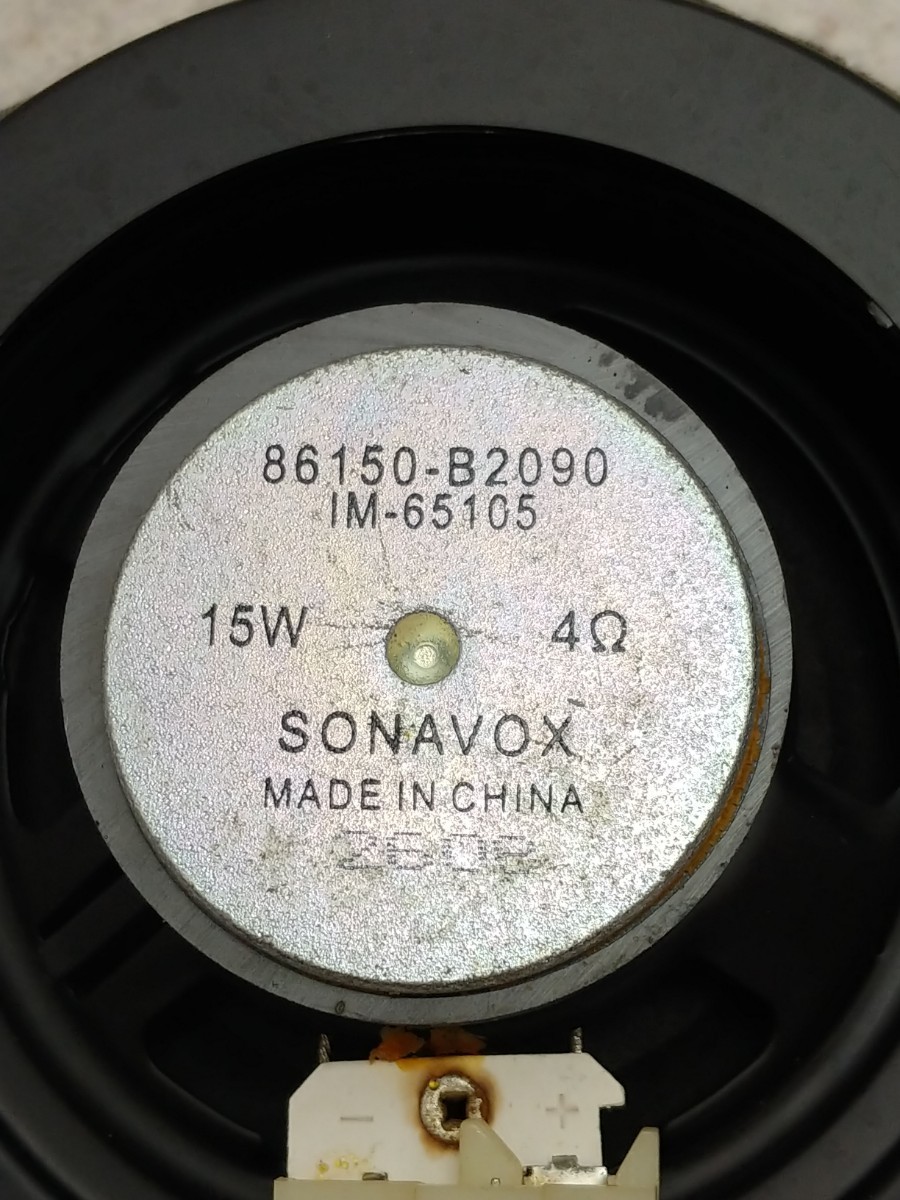 86150-B2090
IM-65105
15W 4Ω
SONAVOX
MADE IN CHINA
− +